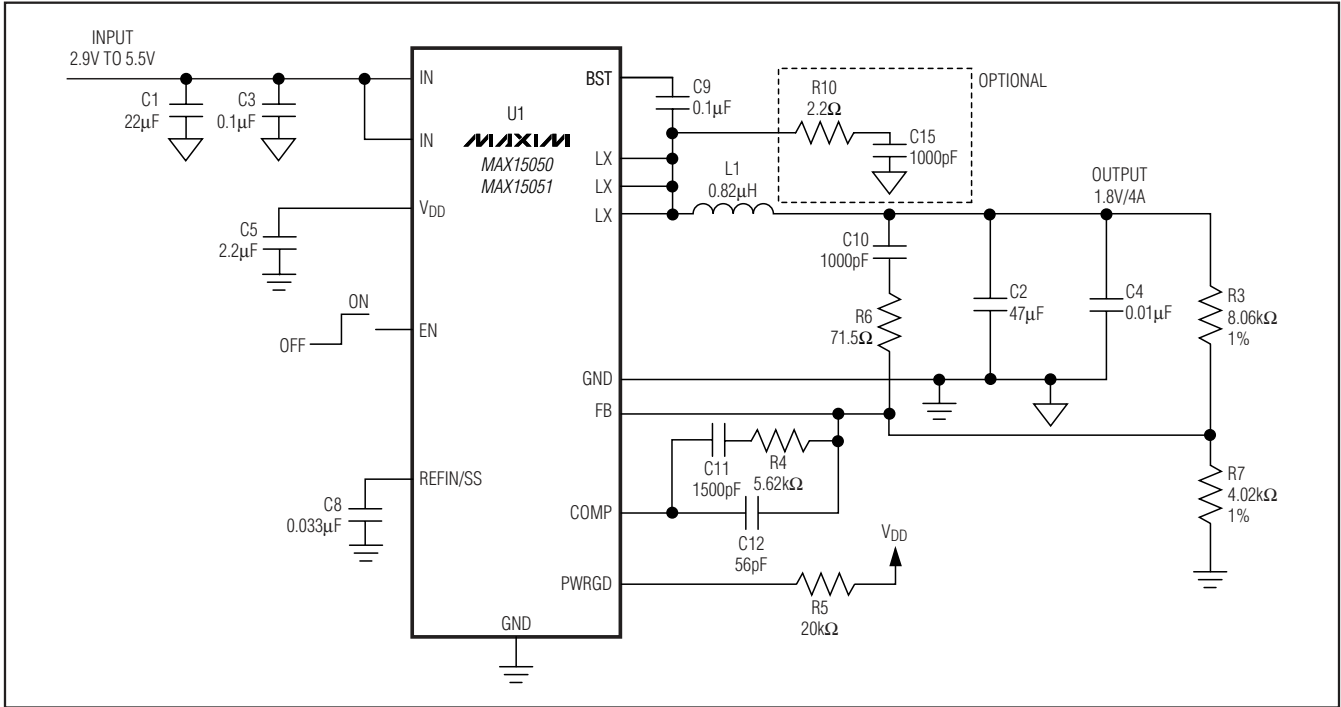 INPUT
2.9V TO 5.5V
C1
22µF
C3
0.1µF
IN
IN
U1
MAXIM
MAX15050
MAX15051
BST
C9
0.1µF
R10
2.2Ω
C15
1000pF
OPTIONAL
LX
LX
LX
L1
0.82µH
OUTPUT
1.8V/4A
VDD
C5
2.2µF
C10
1000pF
R6
71.5Ω
C2
47µF
C4
0.01µF
R3
8.06kΩ
1%
ON
OFF
EN
GND
FB
C11
1500pF
R4
5.62kΩ
REFIN/SS
C8
0.033µF
COMP
C12
56pF
R7
4.02kΩ
1%
VDD
PWRGD
R5
20kΩ
GND